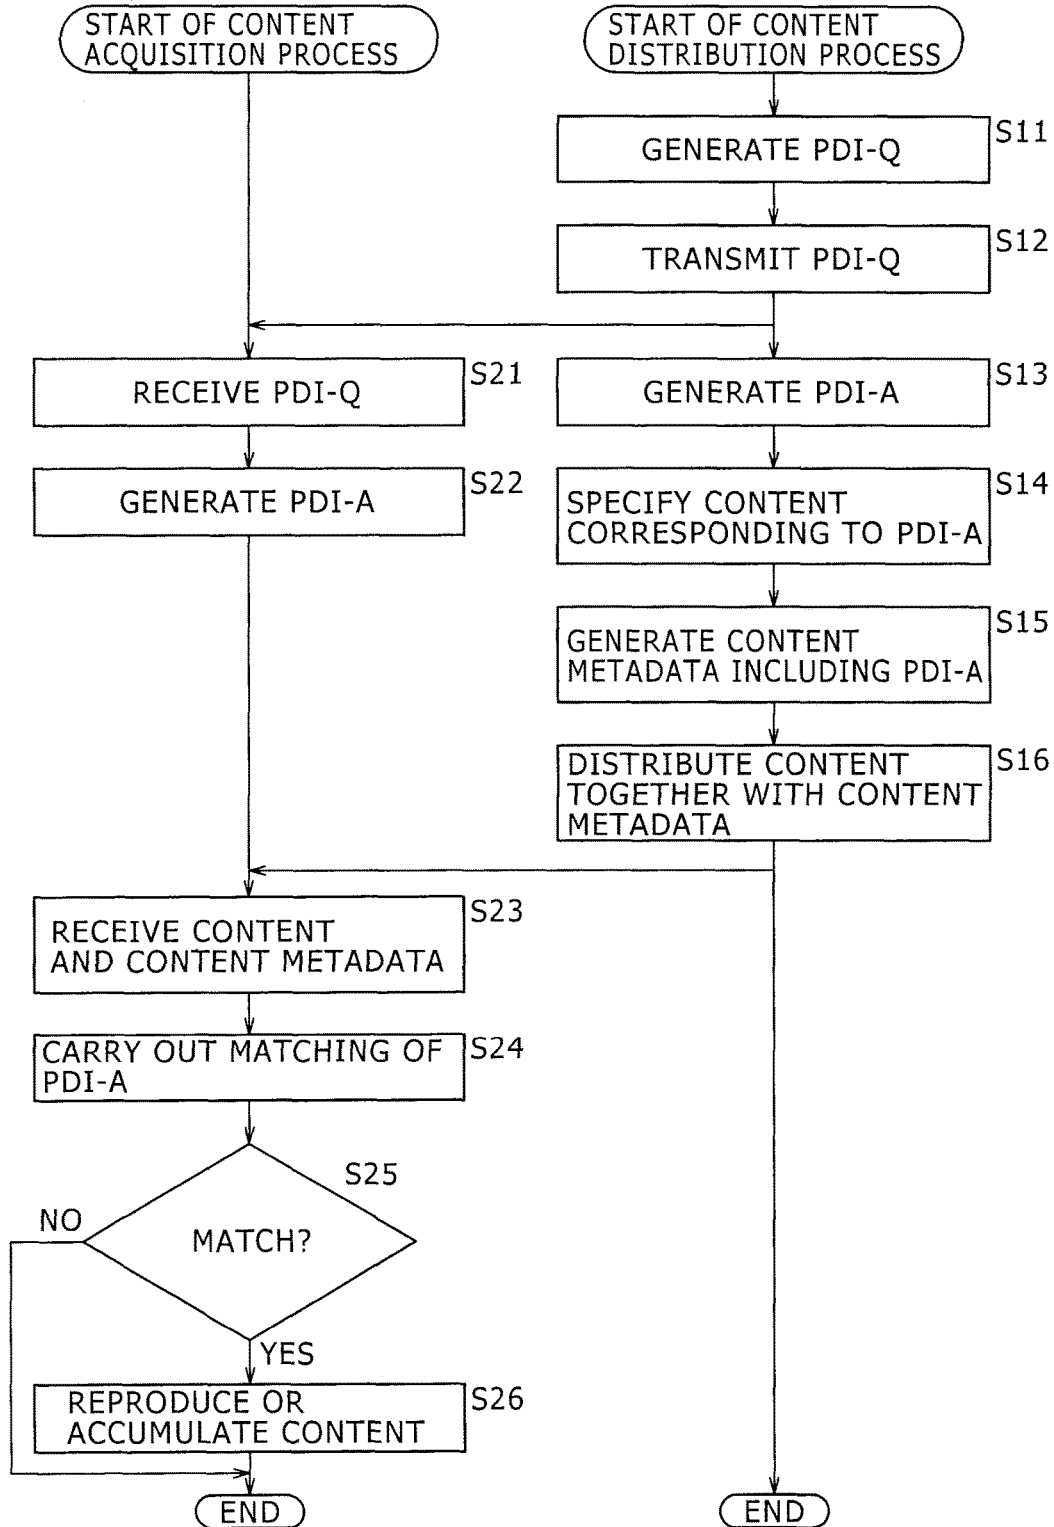 START OF CONTENT
ACQUISITION PROCESS
START OF CONTENT
DISTRIBUTION PROCESS
S11
GENERATE PDI-Q
S12
TRANSMIT PDI-Q
S21
RECEIVE PDI-Q
S13
GENERATE PDI-A
S22
GENERATE PDI-A
S14
SPECIFY CONTENT
CORRESPONDING TO PDI-A
S15
GENERATE CONTENT
METADATA INCLUDING PDI-A
S16
DISTRIBUTE CONTENT
TOGETHER WITH CONTENT
METADATA
S23
RECEIVE CONTENT
AND CONTENT METADATA
S24
CARRY OUT MATCHING OF
PDI-A
S25
NO
MATCH?
YES
S26
REPRODUCE OR
ACCUMULATE CONTENT
END
END